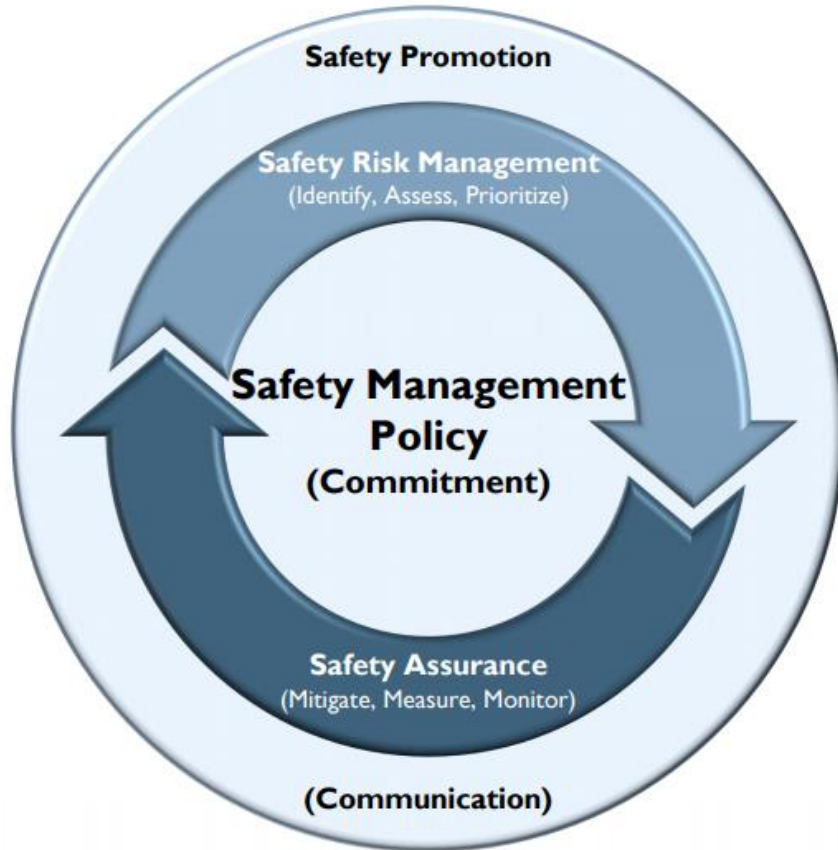 Safety Promotion
Safety Risk Management
(Identify, Assess, Prioritize)
Safety Management
Policy
(Commitment)
Safety Assurance
(Mitigate, Measure, Monitor)
(Communication)